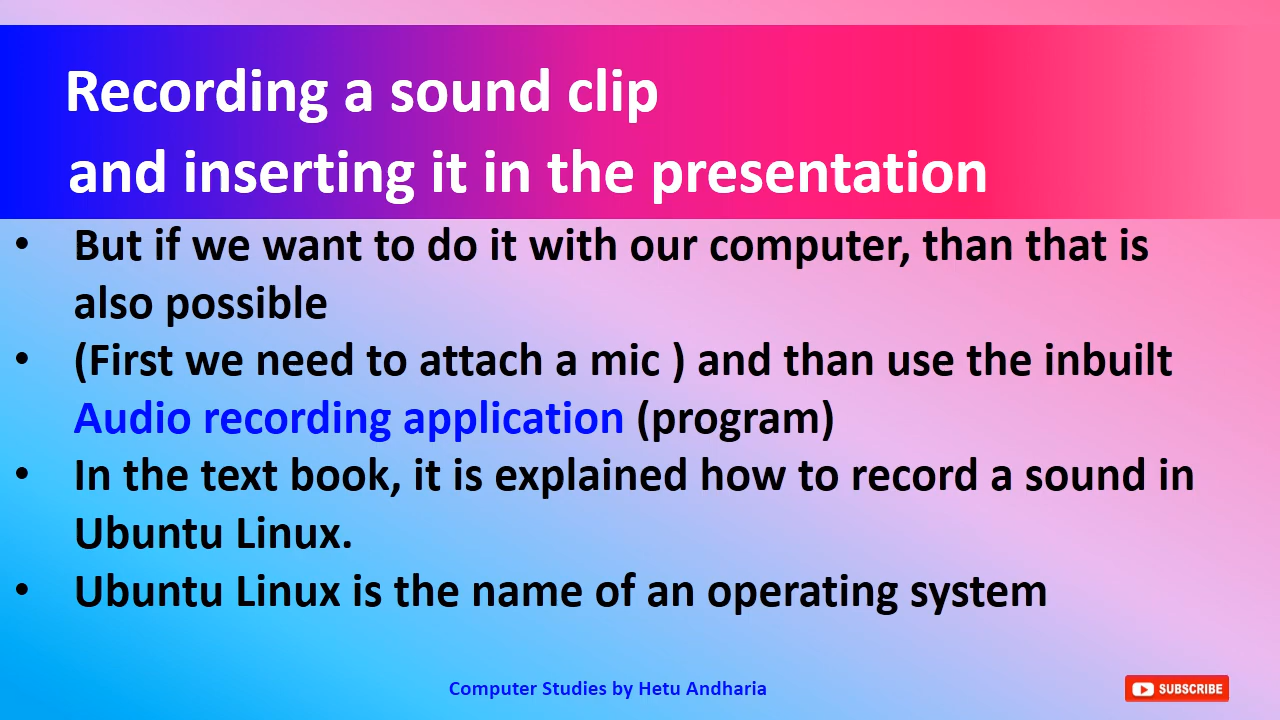 Recording a sound clip
and inserting it in the presentation
• But if we want to do it with our computer, than that is
also possible
• (First we need to attach a mic ) and than use the inbuilt
Audio recording application (program)
• In the text book, it is explained how to record a sound in
Ubuntu Linux.
• Ubuntu Linux is the name of an operating system
Computer Studies by Hetu Andharia
SUBSCRIBE